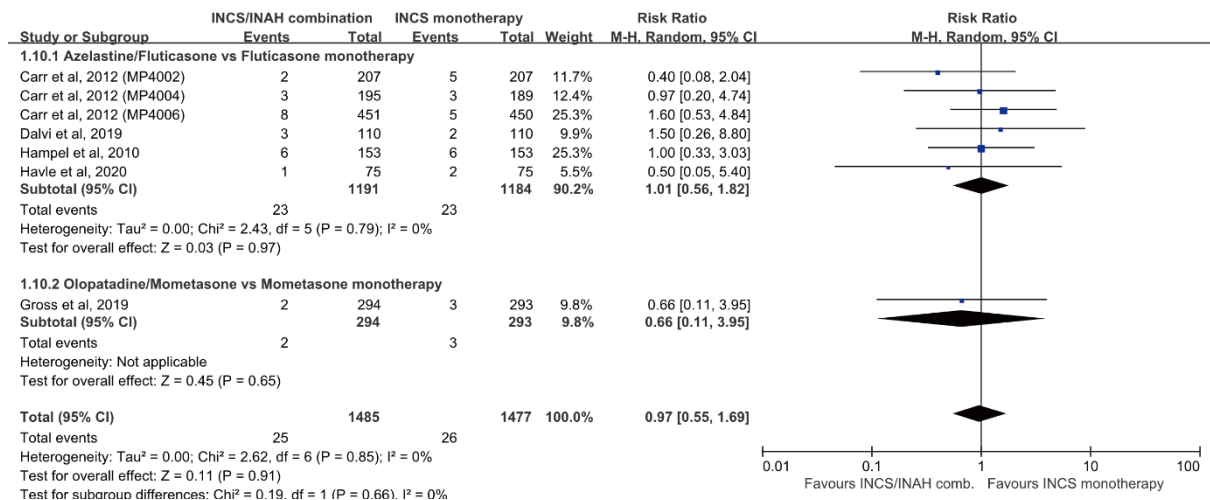 INCS/INAH combination INCS monotherapy Risk Ratio Risk Ratio
Study or Subgroup Events Total Events Total Weight M-H, Random, 95% CI M-H, Random, 95% CI
1.10.1 Azelastine/Fluticasone vs Fluticasone monotherapy
Carr et al, 2012 (MP4002) 2 207 5 207 11.7% 0.40 [0.08, 2.04]
Carr et al, 2012 (MP4004) 3 195 3 189 12.4% 0.97 [0.20, 4.74]
Carr et al, 2012 (MP4006) 8 451 5 450 25.3% 1.60 [0.53, 4.84]
Dalvi et al, 2019 3 110 2 110 9.9% 1.50 [0.26, 8.80]
Hampel et al, 2010 6 153 6 153 25.3% 1.00 [0.33, 3.03]
Havle et al, 2020 1 75 2 75 5.5% 0.50 [0.05, 5.40]
Subtotal (95% CI) 1191 1184 90.2% 1.01 [0.56, 1.82]
Total events 23 23
Heterogeneity: Tau² = 0.00; Chi² = 2.43, df = 5 (P = 0.79); I² = 0%
Test for overall effect: Z = 0.03 (P = 0.97)
1.10.2 Olopatadine/Mometasone vs Mometasone monotherapy
Gross et al, 2019 2 294 3 293 9.8% 0.66 [0.11, 3.95]
Subtotal (95% CI) 294 293 9.8% 0.66 [0.11, 3.95]
Total events 2 3
Heterogeneity: Not applicable
Test for overall effect: Z = 0.45 (P = 0.65)
Total (95% CI) 1485 1477 100.0% 0.97 [0.55, 1.69]
Total events 25 26
Heterogeneity: Tau² = 0.00; Chi² = 2.62, df = 6 (P = 0.85); I² = 0%
Test for overall effect: Z = 0.11 (P = 0.91)
Test for subgroup differences: Chi² = 0.19, df = 1 (P = 0.66), I² = 0%
0.01 0.1 1 10 100
Favours INCS/INAH comb. Favours INCS monotherapy